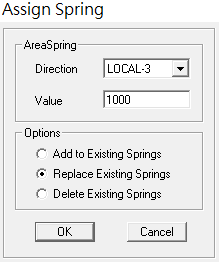 Assign Spring
AreaSpring
Direction LOCAL-3
Value 1000
Options
Add to Existing Springs
Replace Existing Springs
Delete Existing Springs
OK Cancel